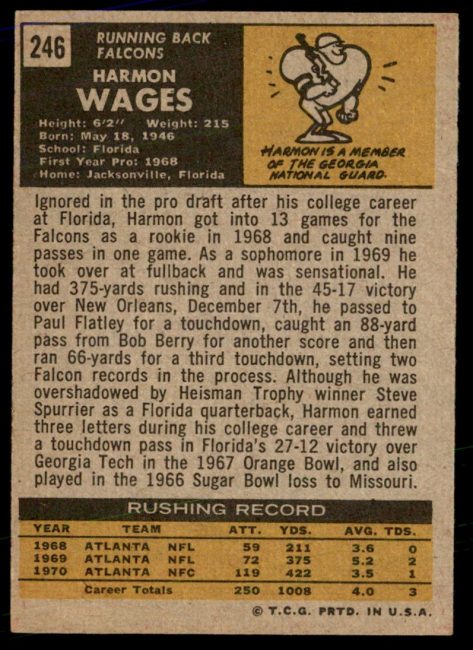 246
RUNNING BACK
FALCONS
HARMON
WAGES
Height: 6'2" Weight: 215
Born: May 18, 1946
School: Florida
First Year Pro: 1968
Home: Jacksonville, Florida
HARMON IS A MEMBER
OF THE GEORGIA
NATIONAL GUARD.
Ignored in the pro draft after his college career
at Florida, Harmon got into 13 games for the
Falcons as a rookie in 1968 and caught nine
passes in one game. As a sophomore in 1969 he
took over at fullback and was sensational. He
had 375-yards rushing and in the 45-17 victory
over New Orleans, December 7th, he passed to
Paul Flatley for a touchdown, caught an 88-yard
pass from Bob Berry for another score and then
ran 66-yards for a third touchdown, setting two
Falcon records in the process. Although he was
overshadowed by Heisman Trophy winner Steve
Spurrier as a Florida quarterback, Harmon earned
three letters during his college career and threw
a touchdown pass in Florida's 27-12 victory over
Georgia Tech in the 1967 Orange Bowl, and also
played in the 1966 Sugar Bowl loss to Missouri.
RUSHING RECORD
YEAR TEAM ATT. YDS. AVG. TDS.
1968 ATLANTA NFL 59 211 3.6 0
1969 ATLANTA NFL 72 375 5.2 2
1970 ATLANTA NFC 119 422 3.5 1
Career Totals 250 1008 4.0 3
© T.C.G. PRTD. IN U.S.A.